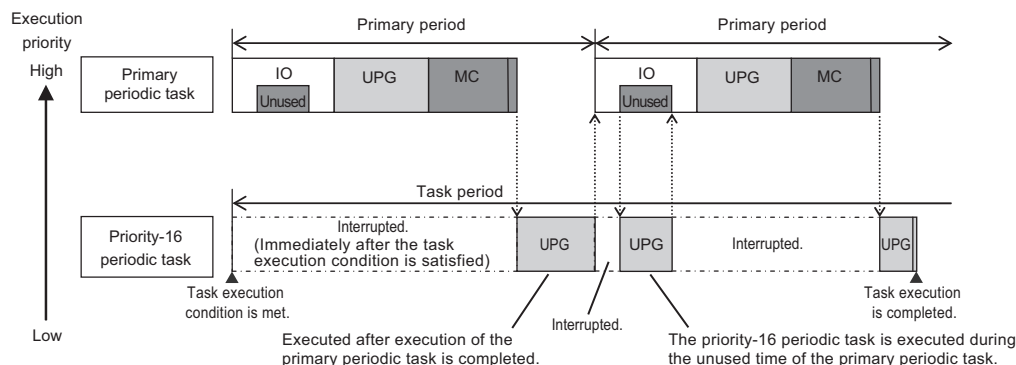 Execution
priority
High
Low
Primary period
Primary period
Primary
periodic task
IO
Unused
UPG
MC
IO
Unused
UPG
MC
Task period
Priority-16
periodic task
Interrupted.
(Immediately after the task
execution condition is satisfied)
UPG
UPG
Interrupted.
UPG
Task execution
condition is met.
Interrupted.
Task execution
is completed.
Executed after execution of the
primary periodic task is completed.
The priority-16 periodic task is executed during
the unused time of the primary periodic task.